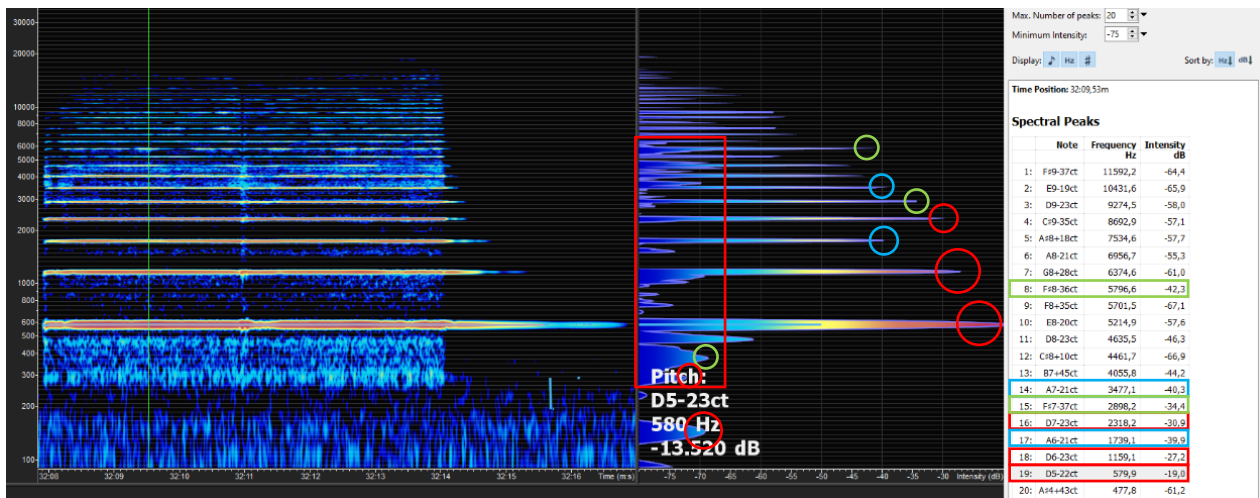 Max. Number of peaks: 20
Minimum Intensity: -75
Display: ♪ Hz # Sort by: Hz↓ dB↓
Time Position: 32:09,53m
Spectral Peaks
Note Frequency Hz Intensity dB
1: F♯9-37ct 11592,2 -64,4
2: E9-19ct 10431,6 -65,9
3: D9-23ct 9274,5 -58,0
4: C♯9-35ct 8692,9 -57,1
5: A♯8+18ct 7534,6 -57,7
6: A8-21ct 6956,7 -55,3
7: G8+28ct 6374,6 -61,0
8: F♯8-36ct 5796,6 -42,3
9: F8+35ct 5701,5 -67,1
10: E8-20ct 5214,9 -57,6
11: D8-23ct 4635,5 -46,3
12: C♯8+10ct 4461,7 -66,9
13: B7+45ct 4055,8 -44,2
14: A7-21ct 3477,1 -40,3
15: F♯7-37ct 2898,2 -34,4
16: D7-23ct 2318,2 -30,9
17: A6-21ct 1739,1 -39,9
18: D6-23ct 1159,1 -27,2
19: D5-22ct 579,9 -19,0
20: A♯4+43ct 477,8 -61,2
30000
20000
10000
8000
6000
5000
4000
3000
2000
1000
800
600
500
400
300
200
100
Pitch:
D5-23ct
580 Hz
-13.520 dB
32:08 32:09 32:10 32:11 32:12 32:13 32:14 32:15 32:16 Time (m:s)
-75 -70 -65 -60 -55 -50 -45 -40 -35 -30 Intensity (dB)